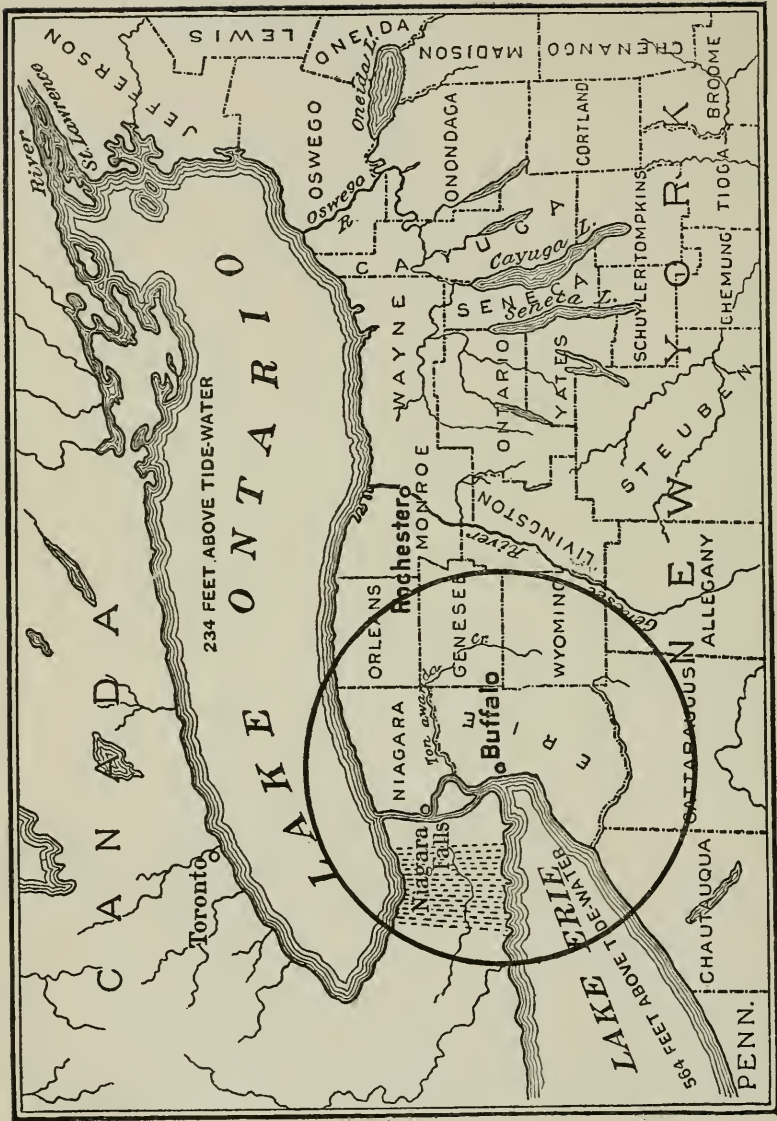 River
St. Lawrence
JEFFERSON
LEWIS
CANADA
234 FEET ABOVE TIDE-WATER
LAKE ONTARIO
Toronto
OSWEGO
Oswego
R
ONEIDA
Oneida L.
MADISON
CHENANGO
ONONDAGA
CORTLAND
BROOME
TIOGA
CAYUGA
Cayuga L.
TOMPKINS
SCHUYLER
CHEMUNG
WAYNE
SENECA
Seneca L.
ONTARIO
YATES
STEUBEN
NEW YORK
MONROE
Rochester
LIVINGSTON
Genesee River
ORLEANS
GENESEE
WYOMING
ALLEGANY
NIAGARA
Tonawanda Cr.
Cr.
Niagara
Falls
Buffalo
ERIE
CATTARAUGUS
CHAUTAUQUA
LAKE ERIE
564 FEET ABOVE TIDE-WATER
PENN.